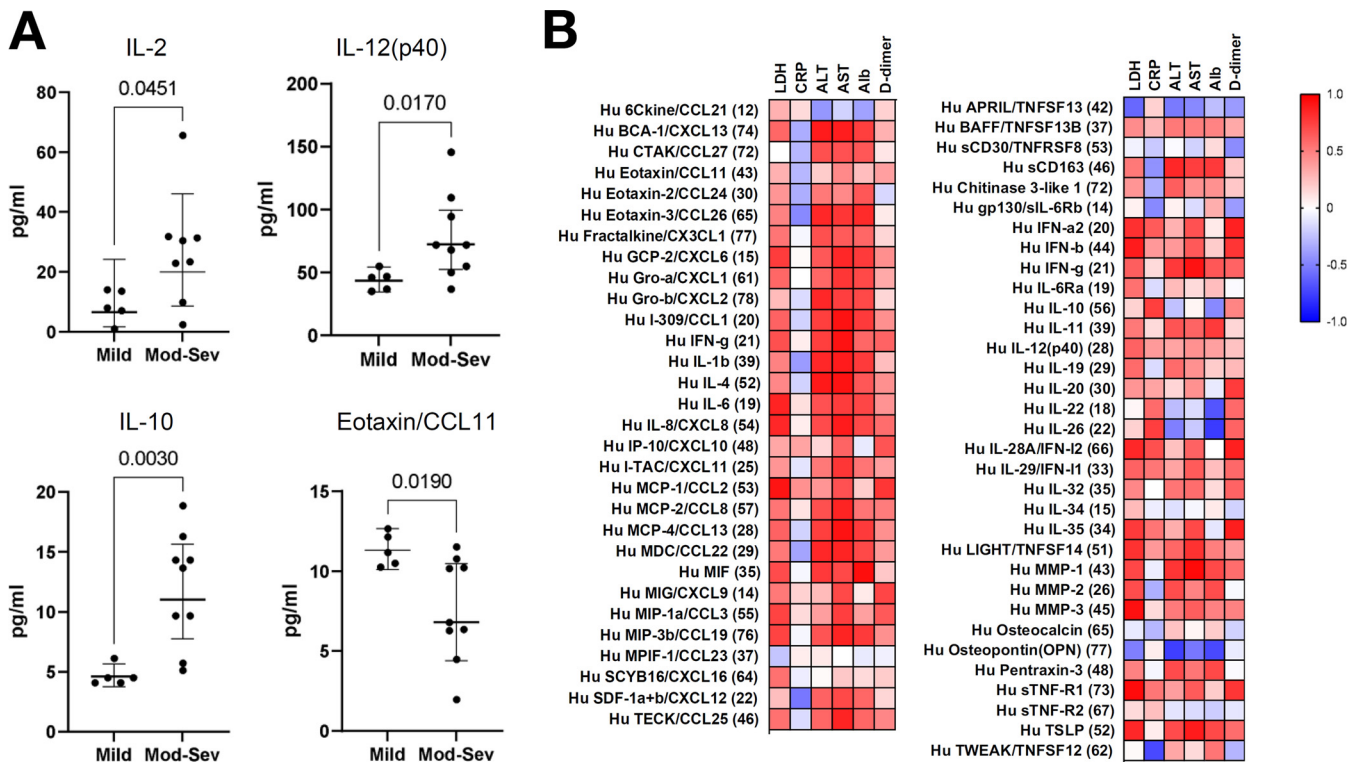 A
IL-2
0.0451
80
60
40
20
0
pg/ml
Mild Mod-Sev
IL-12(p40)
0.0170
200
150
100
50
0
pg/ml
Mild Mod-Sev
IL-10
0.0030
20
15
10
5
0
pg/ml
Mild Mod-Sev
Eotaxin/CCL11
0.0190
15
10
5
0
pg/ml
Mild Mod-Sev
B
LDH CRP ALT AST Alb D-dimer
Hu 6Ckine/CCL21 (12)
Hu BCA-1/CXCL13 (74)
Hu CTAK/CCL27 (72)
Hu Eotaxin/CCL11 (43)
Hu Eotaxin-2/CCL24 (30)
Hu Eotaxin-3/CCL26 (65)
Hu Fractalkine/CX3CL1 (77)
Hu GCP-2/CXCL6 (15)
Hu Gro-a/CXCL1 (61)
Hu Gro-b/CXCL2 (78)
Hu I-309/CCL1 (20)
Hu IFN-g (21)
Hu IL-1b (39)
Hu IL-4 (52)
Hu IL-6 (19)
Hu IL-8/CXCL8 (54)
Hu IP-10/CXCL10 (48)
Hu I-TAC/CXCL11 (25)
Hu MCP-1/CCL2 (53)
Hu MCP-2/CCL8 (57)
Hu MCP-4/CCL13 (28)
Hu MDC/CCL22 (29)
Hu MIF (35)
Hu MIG/CXCL9 (14)
Hu MIP-1a/CCL3 (55)
Hu MIP-3b/CCL19 (76)
Hu MPIF-1/CCL23 (37)
Hu SCYB16/CXCL16 (64)
Hu SDF-1a+b/CXCL12 (22)
Hu TECK/CCL25 (46)
LDH CRP ALT AST Alb D-dimer
Hu APRIL/TNFSF13 (42)
Hu BAFF/TNFSF13B (37)
Hu sCD30/TNFRSF8 (53)
Hu sCD163 (46)
Hu Chitinase 3-like 1 (72)
Hu gp130/sIL-6Rb (14)
Hu IFN-a2 (20)
Hu IFN-b (44)
Hu IFN-g (21)
Hu IL-6Ra (19)
Hu IL-10 (56)
Hu IL-11 (39)
Hu IL-12(p40) (28)
Hu IL-19 (29)
Hu IL-20 (30)
Hu IL-22 (18)
Hu IL-26 (22)
Hu IL-28A/IFN-l2 (66)
Hu IL-29/IFN-l1 (33)
Hu IL-32 (35)
Hu IL-34 (15)
Hu IL-35 (34)
Hu LIGHT/TNFSF14 (51)
Hu MMP-1 (43)
Hu MMP-2 (26)
Hu MMP-3 (45)
Hu Osteocalcin (65)
Hu Osteopontin(OPN) (77)
Hu Pentraxin-3 (48)
Hu sTNF-R1 (73)
Hu sTNF-R2 (67)
Hu TSLP (52)
Hu TWEAK/TNFSF12 (62)
1.0
0.5
0
-0.5
-1.0